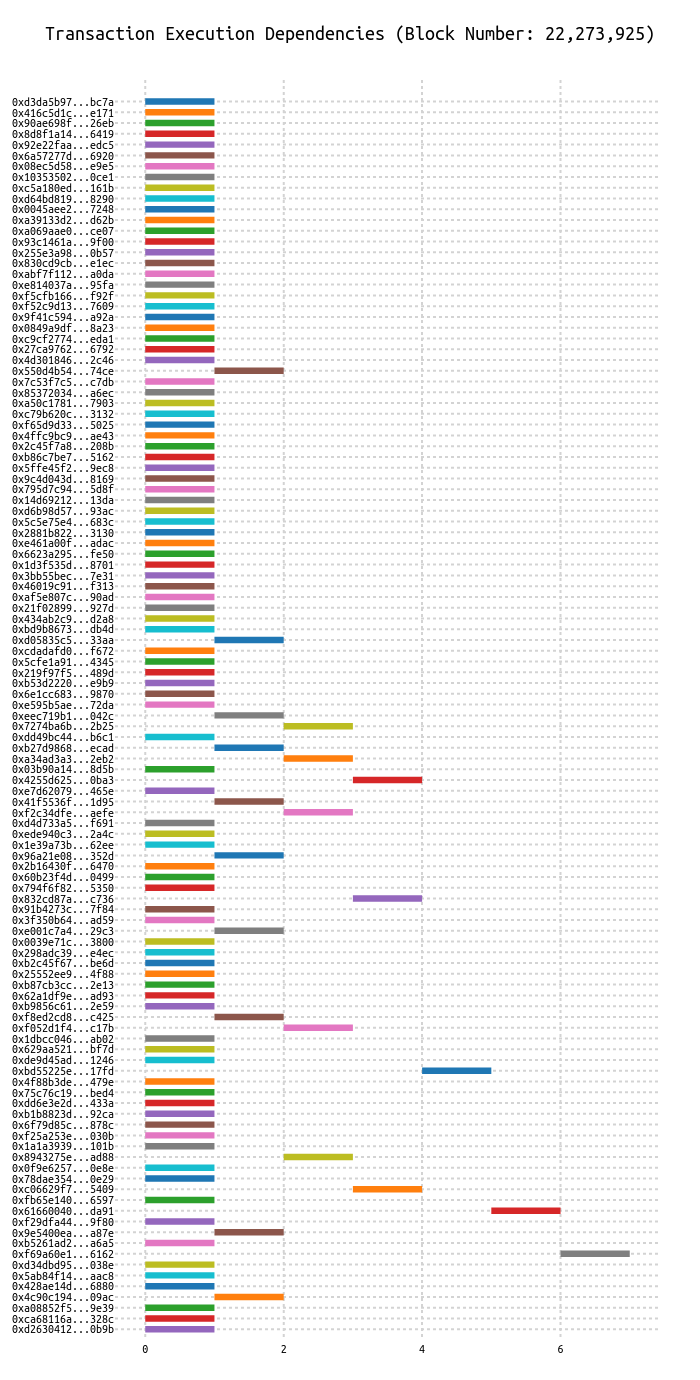 Transaction Execution Dependencies (Block Number: 22,273,925)
0xd3da5b97...bc7a
0x416c5d1c...e171
0x90ae698f...26eb
0x8d8f1a14...6419
0x92e22faa...edc5
0x6a57277d...6920
0x08ec5d58...e9e5
0x10353502...0ce1
0xc5a180ed...161b
0xd64bd819...8290
0x0045aee2...7248
0xa39133d2...d62b
0xa069aae0...ce07
0x93c1461a...9f00
0x255e3a98...0b57
0x830cd9cb...e1ec
0xabf7f112...a0da
0xe814037a...95fa
0xf5cfb166...f92f
0xf52c9d13...7609
0x9f41c594...a92a
0x0849a9df...8a23
0xc9cf2774...eda1
0x27ca9762...6792
0x4d301846...2c46
0x550d4b54...74ce
0x7c53f7c5...c7db
0x85372034...a6ec
0xa50c1781...7903
0xc79b620c...3132
0xf65d9d33...5025
0x4ffc9bc9...ae43
0x2c45f7a8...208b
0xb86c7be7...5162
0x5ffe45f2...9ec8
0x9c4d043d...8169
0x795d7c94...5d8f
0x14d69212...13da
0xd6b98d57...93ac
0x5c5e75e4...683c
0x2881b822...3130
0xe461a00f...adac
0x6623a295...fe50
0x1d3f535d...8701
0x3bb55bec...7e31
0x46019c91...f313
0xaf5e807c...90ad
0x21f02899...927d
0x434ab2c9...d2a8
0xbd9b8673...db4d
0xd05835c5...33aa
0xcdadafd0...f672
0x5cfe1a91...4345
0x219f97f5...489d
0xb53d2220...e9b9
0x6e1cc683...9870
0xe595b5ae...72da
0xeec719b1...042c
0x7274ba6b...2b25
0xdd49bc44...b6c1
0xb27d9868...ecad
0xa34ad3a3...2eb2
0x03b90a14...8d5b
0x4255d625...0ba3
0xe7d62079...465e
0x41f5536f...1d95
0xf2c34dfe...aefe
0xd4d733a5...f691
0xede940c3...2a4c
0x1e39a73b...62ee
0x96a21e08...352d
0x2b16430f...6470
0x60b23f4d...0499
0x794f6f82...5350
0x832cd87a...c736
0x91b4273c...7f84
0x3f350b64...ad59
0xe001c7a4...29c3
0x0039e71c...3800
0x298adc39...e4ec
0xb2c45f67...be6d
0x25552ee9...4f88
0xb87cb3cc...2e13
0x62a1df9e...ad93
0xb9856c61...2e59
0xf8ed2cd8...c425
0xf052d1f4...c17b
0x1dbcc046...ab02
0x629aa521...bf7d
0xde9d45ad...1246
0xbd55225e...17fd
0x4f88b3de...479e
0x75c76c19...bed4
0xdd6e3e2d...433a
0xb1b8823d...92ca
0x6f79d85c...878c
0xf25a253e...030b
0x1a1a3939...101b
0x8943275e...ad88
0x0f9e6257...0e8e
0x78dae354...0e29
0xc06629f7...5409
0xfb65e140...6597
0x61660040...da91
0xf29dfa44...9f80
0x9e5400ea...a87e
0xb5261ad2...a6a5
0xf69a60e1...6162
0xd34dbd95...038e
0x5ab84f14...aac8
0x428ae14d...6880
0x4c90c194...09ac
0xa08852f5...9e39
0xca68116a...328c
0xd2630412...0b9b
0 2 4 6